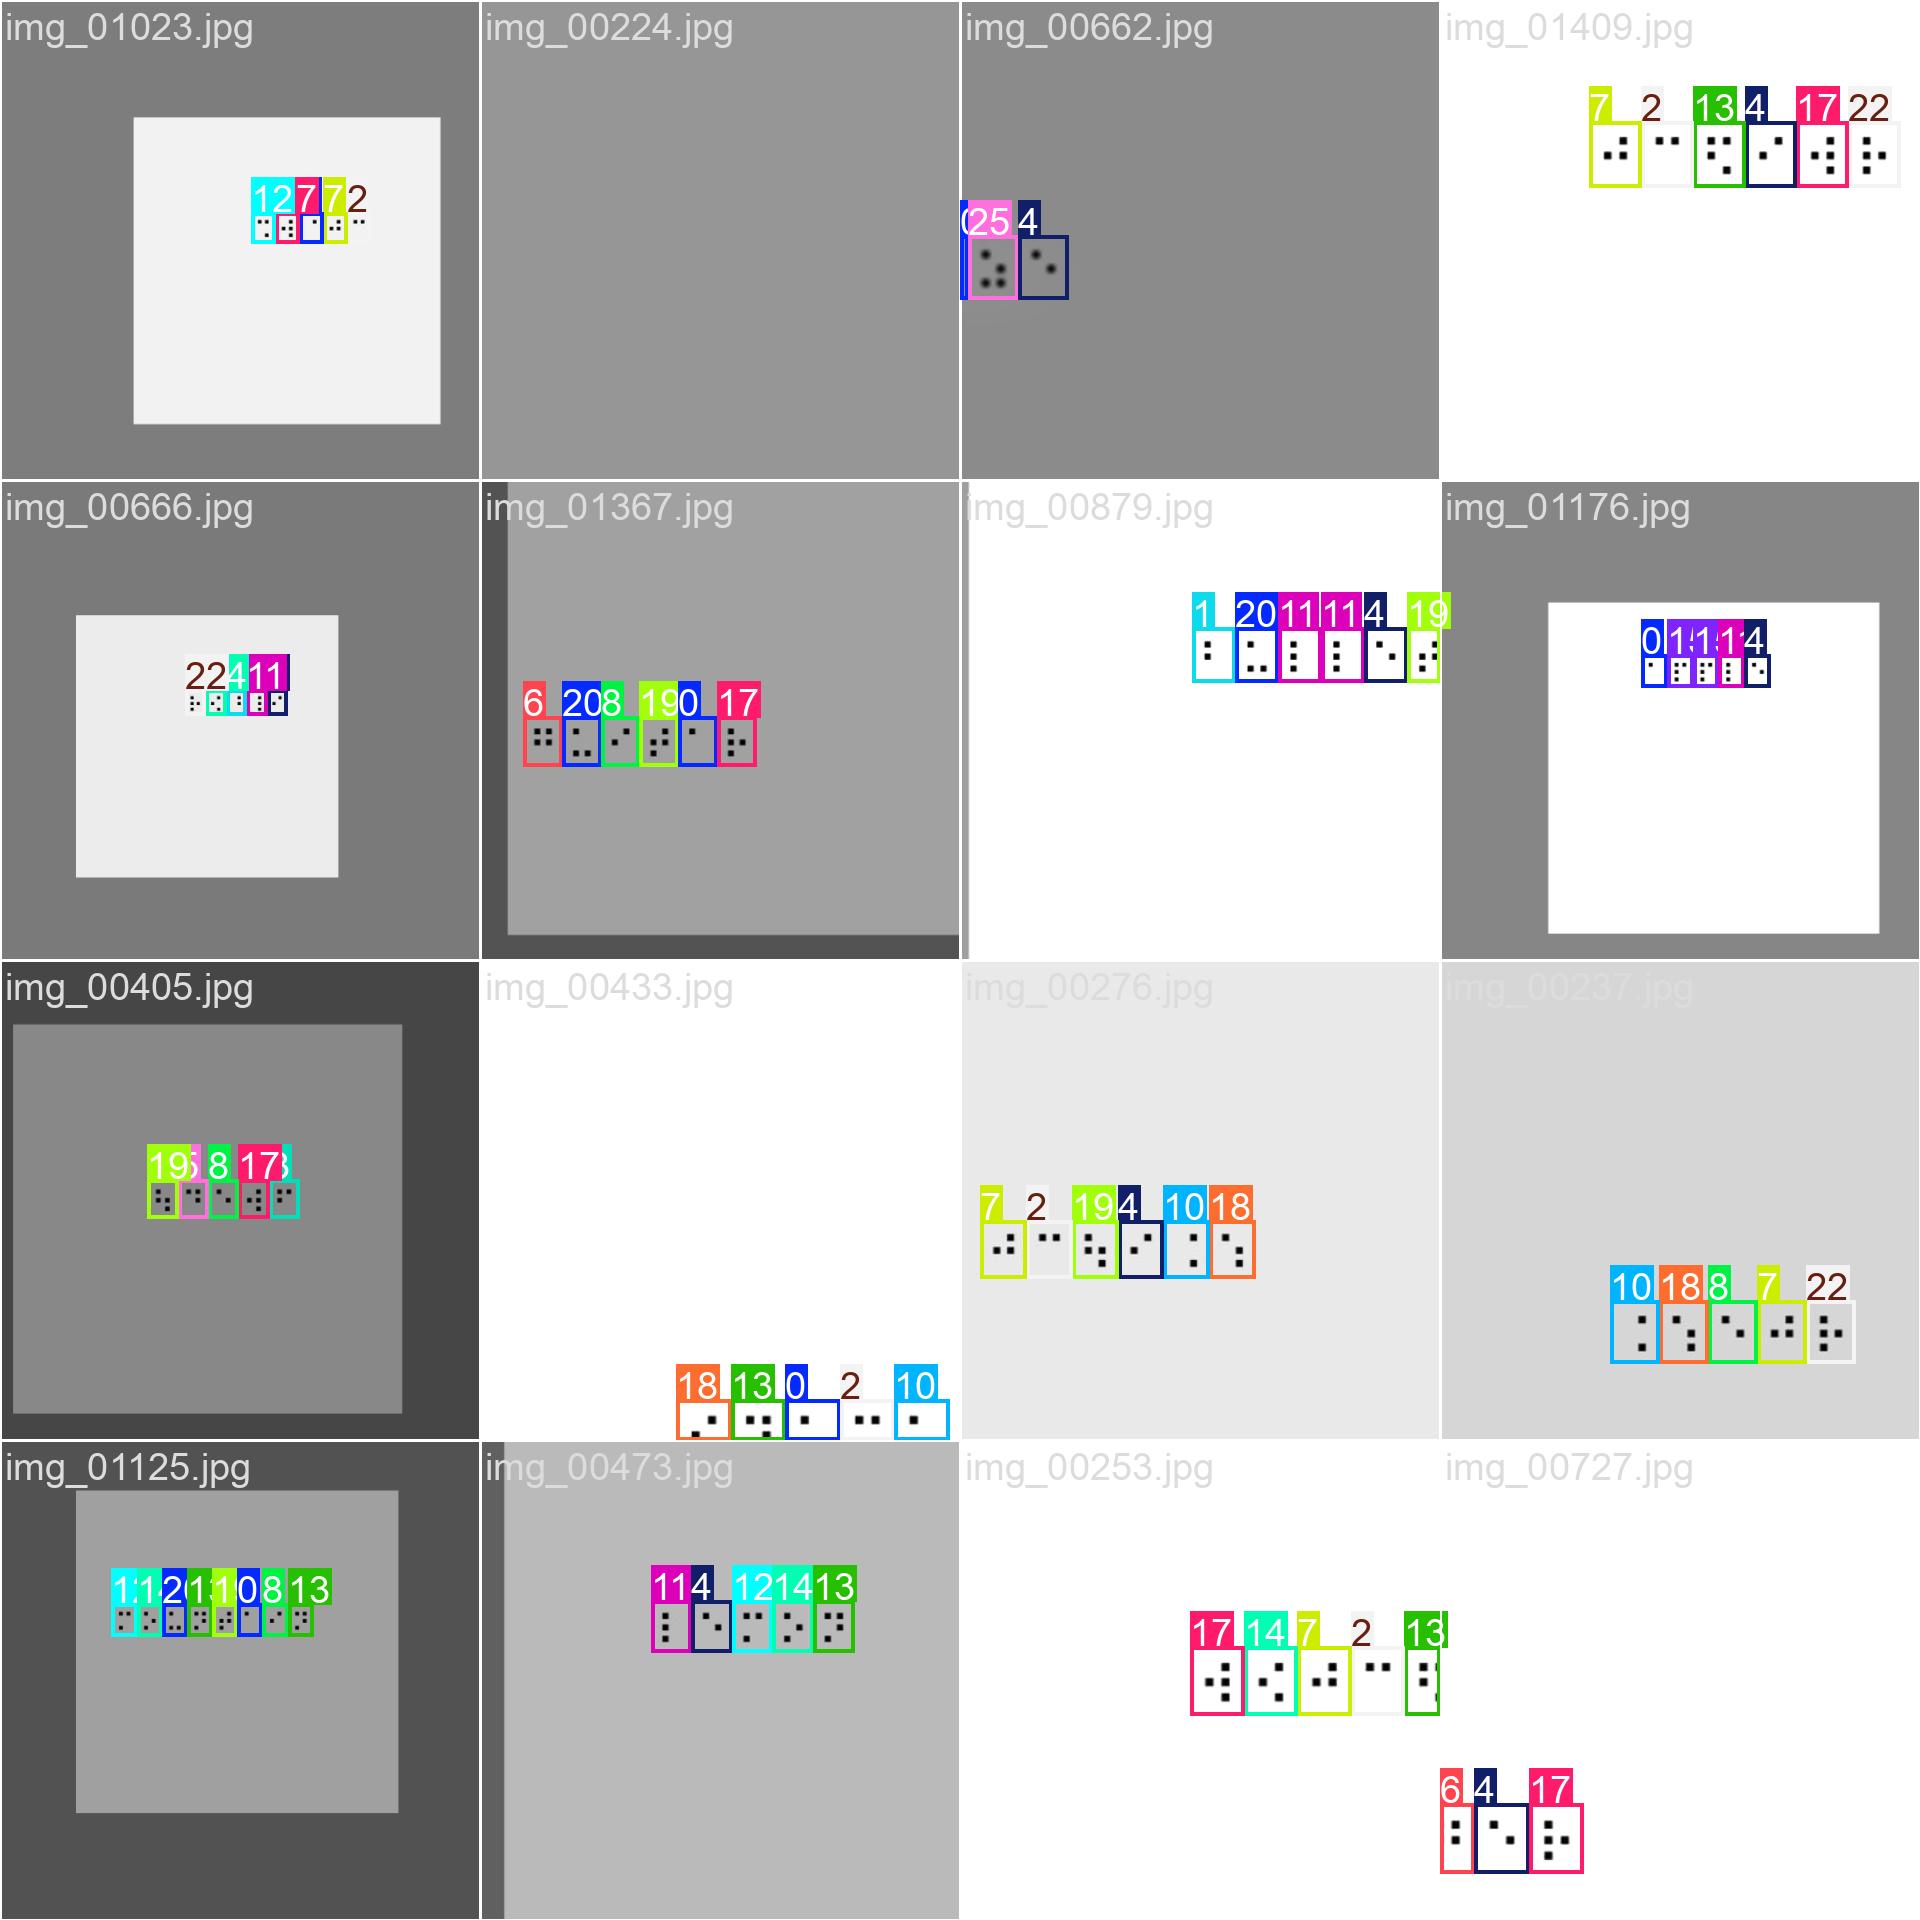 img_01023.jpg
12 7 7 2
img_00224.jpg
img_00662.jpg
25 4
img_01409.jpg
7 2 13 4 17 22
img_00666.jpg
22 11
img_01367.jpg
6 20 8 19 0 17
img_00879.jpg
1 20 11 11 4 19
img_01176.jpg
0 4
img_00405.jpg
19 8 17
img_00433.jpg
18 13 0 2 10
img_00276.jpg
7 2 19 4 10 18
img_00237.jpg
10 18 8 7 22
img_01125.jpg
0 8 13
img_00473.jpg
11 4 12 14 13
img_00253.jpg
17 14 7 2 13
img_00727.jpg
6 4 17